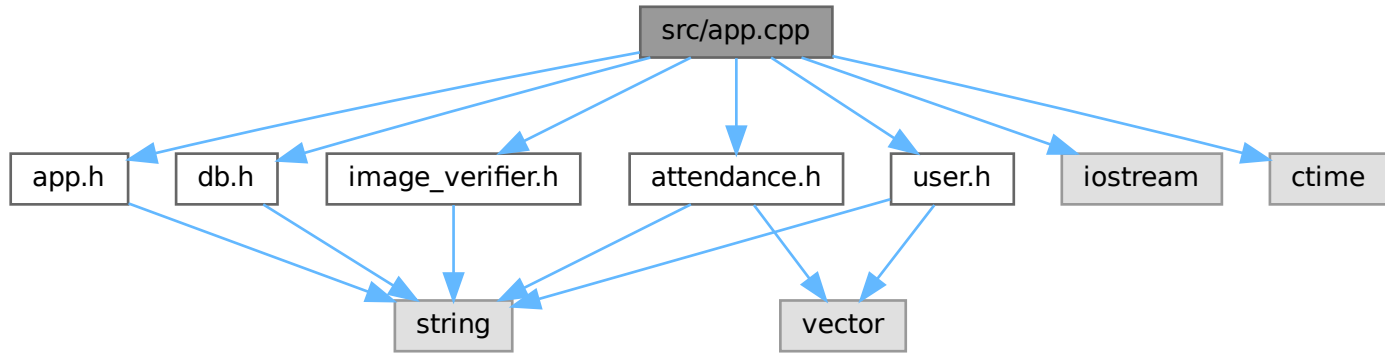 src/app.cpp
app.h
db.h
image_verifier.h
attendance.h
user.h
iostream
ctime
string
vector